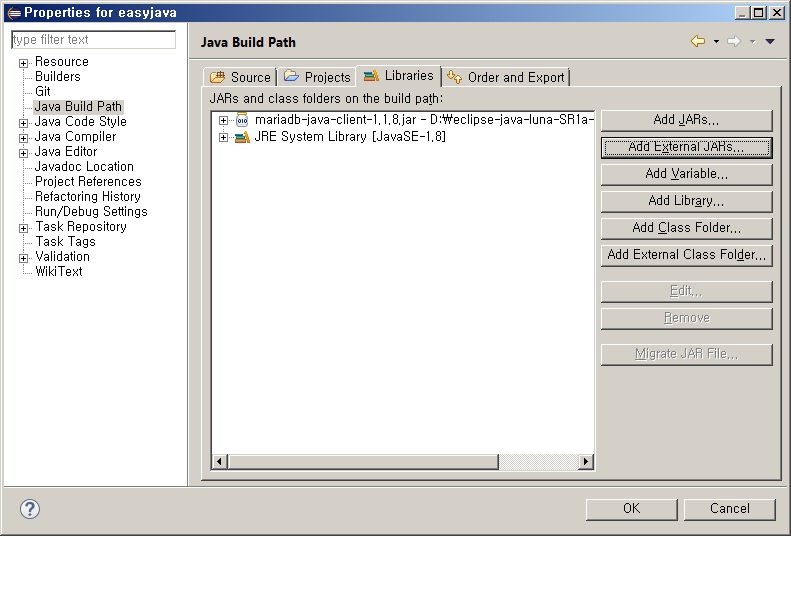 Properties for easyjava
type filter text
Resource
Builders
Git
Java Build Path
Java Code Style
Java Compiler
Java Editor
Javadoc Location
Project References
Refactoring History
Run/Debug Settings
Task Repository
Task Tags
Validation
WikiText
Java Build Path
Source
Projects
Libraries
Order and Export
JARs and class folders on the build path:
mariadb-java-client-1.1.8.jar - D:₩eclipse-java-luna-SR1a-
JRE System Library [JavaSE-1.8]
Add JARs...
Add External JARs...
Add Variable...
Add Library...
Add Class Folder...
Add External Class Folder...
Edit...
Remove
Migrate JAR File...
?
OK
Cancel